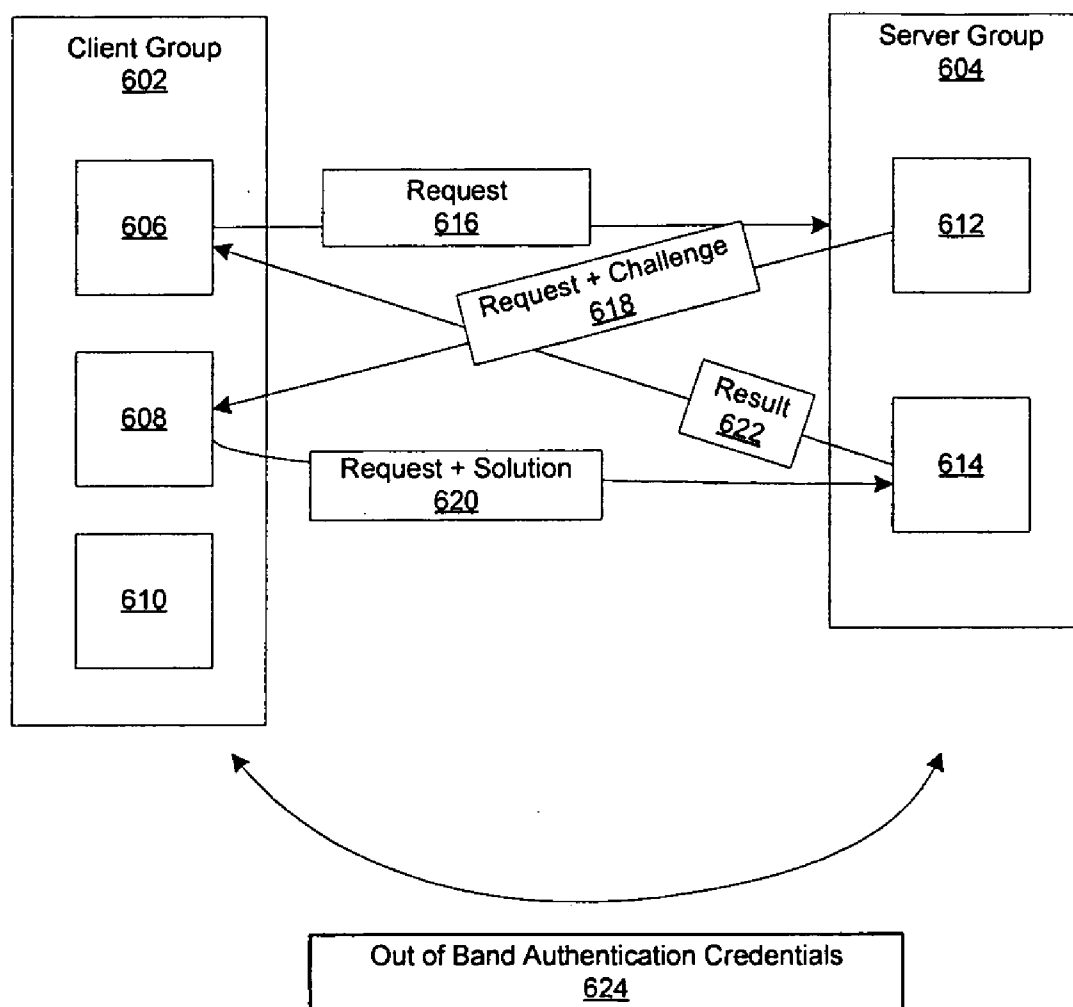 Client Group
602
Server Group
604
606
Request
616
612
Request + Challenge
618
608
Result
622
614
Request + Solution
620
610
Out of Band Authentication Credentials
624